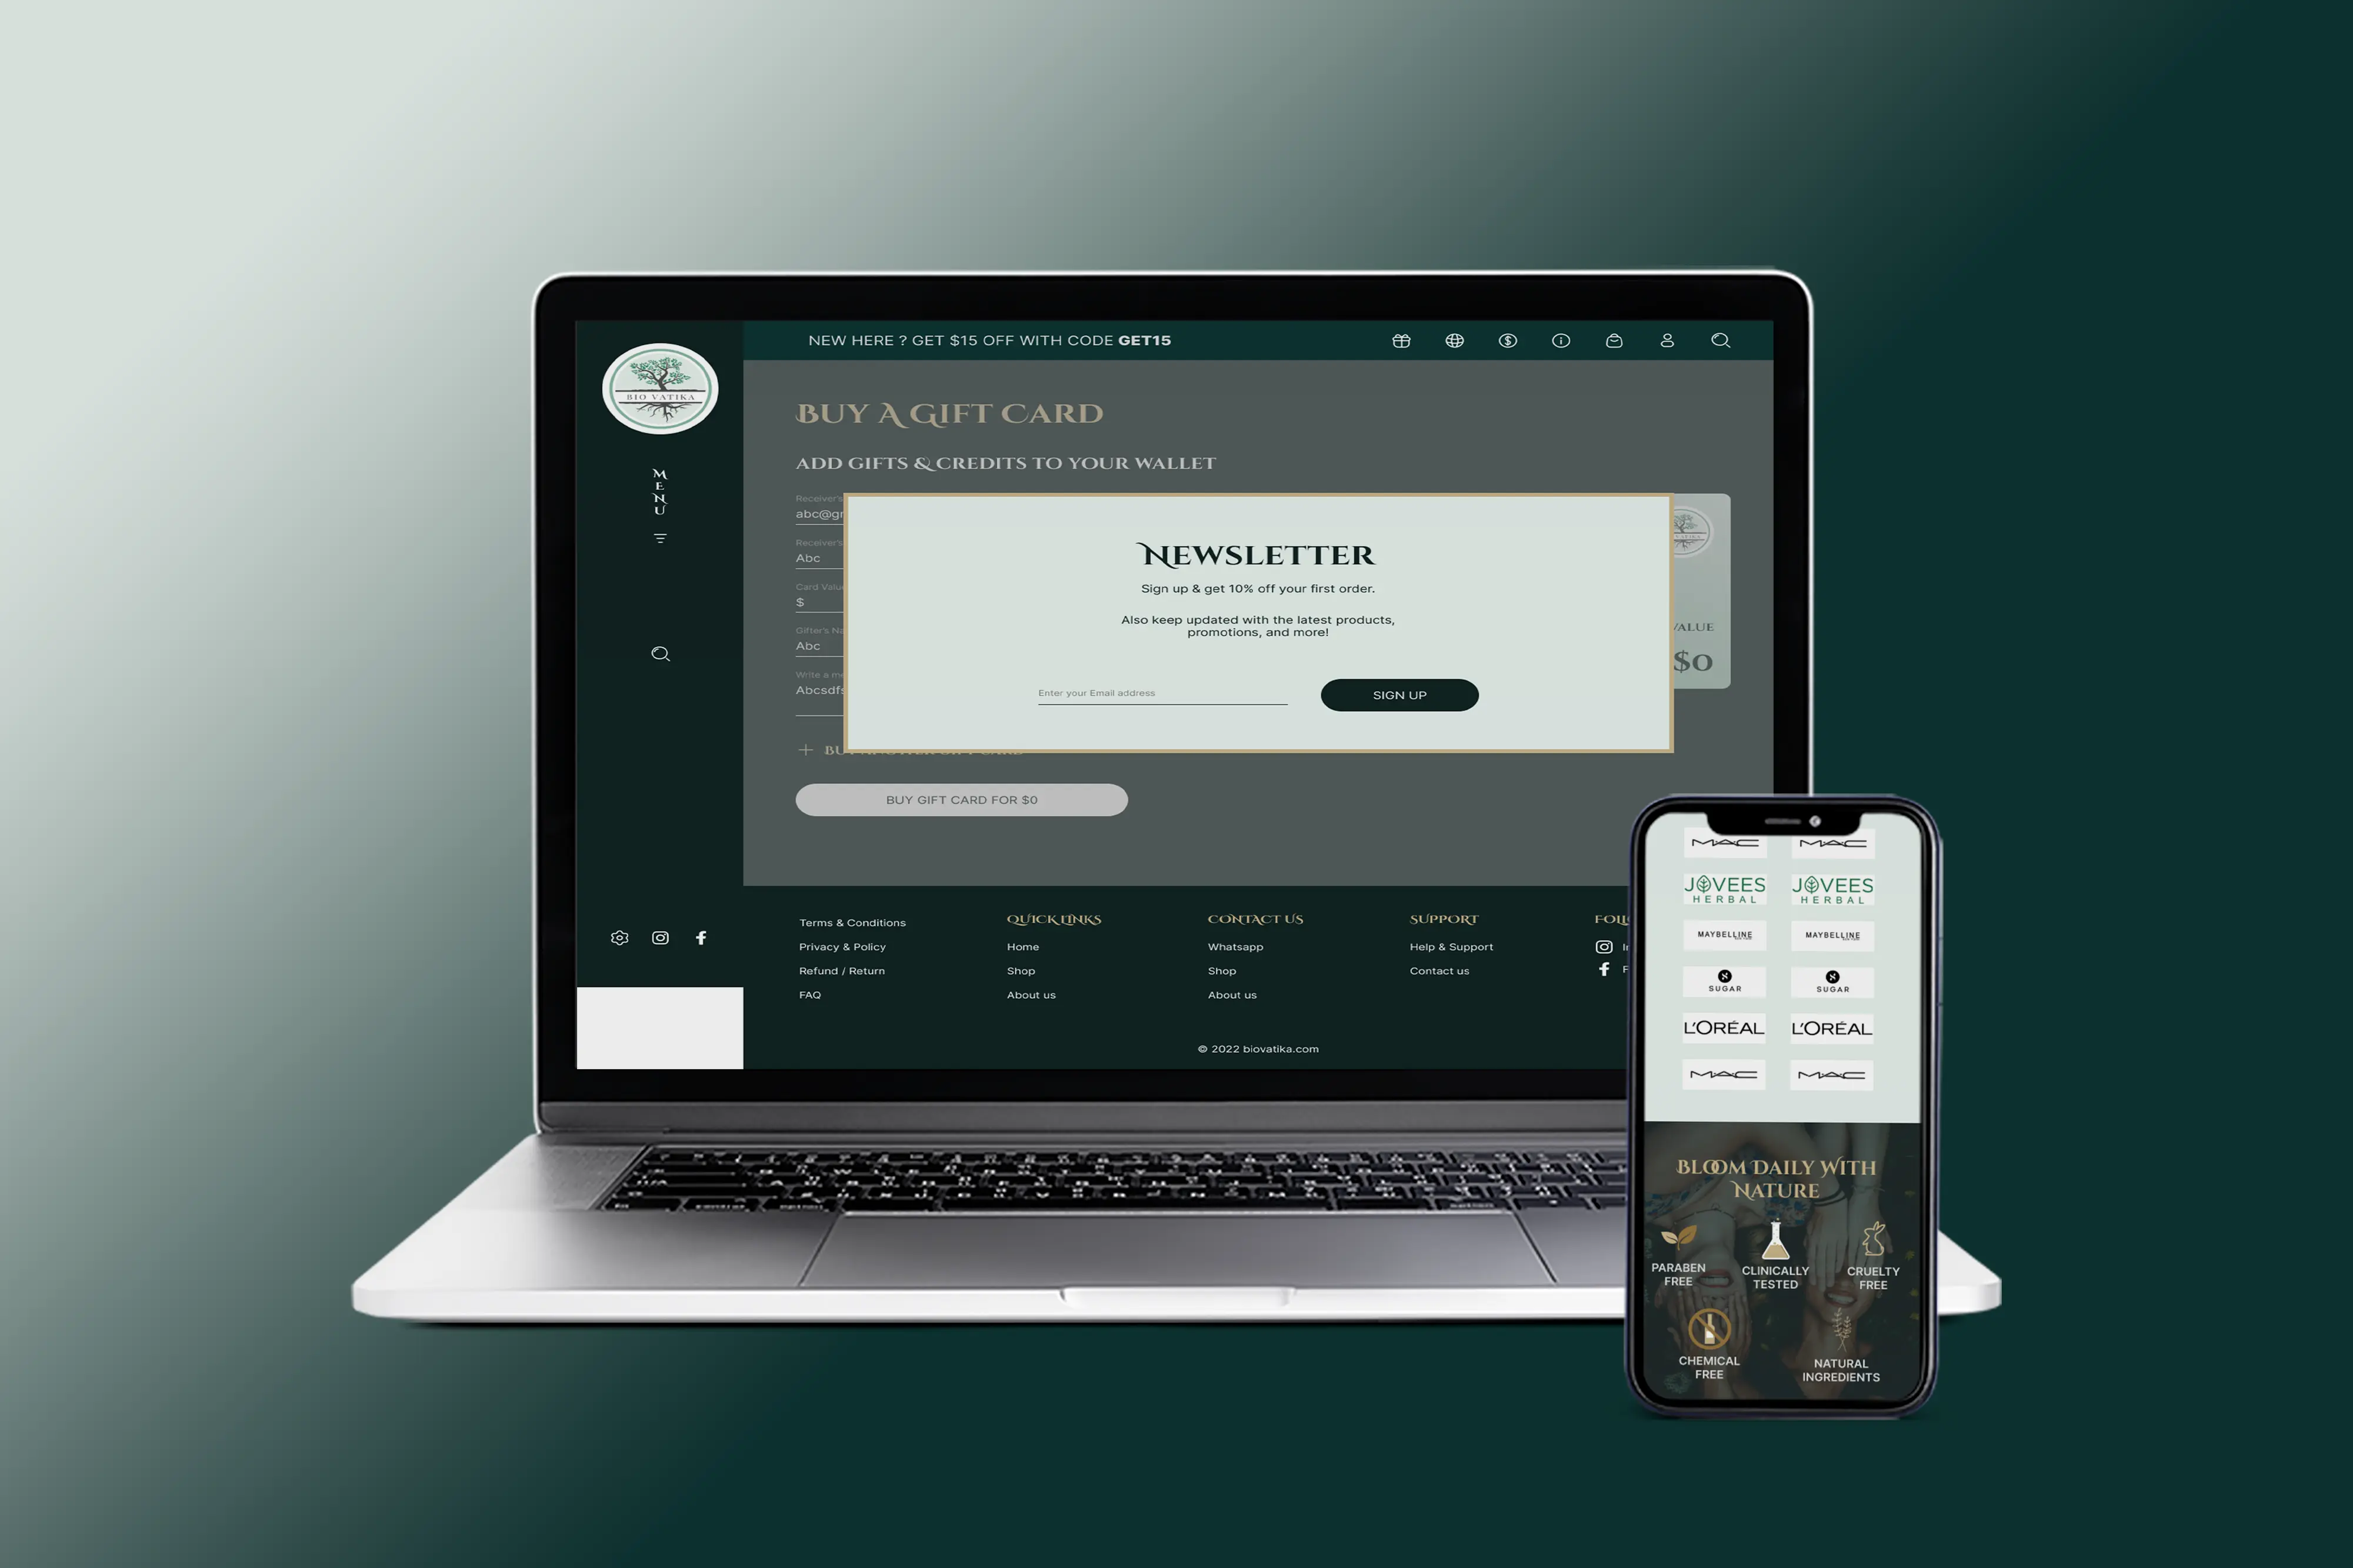 NEW HERE ? GET $15 OFF WITH CODE GET15
BIO VATIKA
MENU
BUY A GIFT CARD
ADD GIFTS & CREDITS TO YOUR WALLET
Receiver's
abc@g
Receiver's
Abc
Card Value
$
Gifter's Na
Abc
Write a me
Abcsdfs
NEWSLETTER
Sign up & get 10% off your first order.
Also keep updated with the latest products,
promotions, and more!
Enter your Email address
SIGN UP
VALUE
$0
BUY GIFT CARD FOR $0
Terms & Conditions
Privacy & Policy
Refund / Return
FAQ
QUICK LINKS
Home
Shop
About us
CONTACT US
Whatsapp
Shop
About us
SUPPORT
Help & Support
Contact us
FOLL
© 2022 biovatika.com
MAC MAC
JOVEES JOVEES
HERBAL HERBAL
MAYBELLINE MAYBELLINE
SUGAR SUGAR
L'ORÉAL L'ORÉAL
MAC MAC
BLOOM DAILY WITH
NATURE
PARABEN
FREE
CLINICALLY
TESTED
CRUELTY
FREE
CHEMICAL
FREE
NATURAL
INGREDIENTS